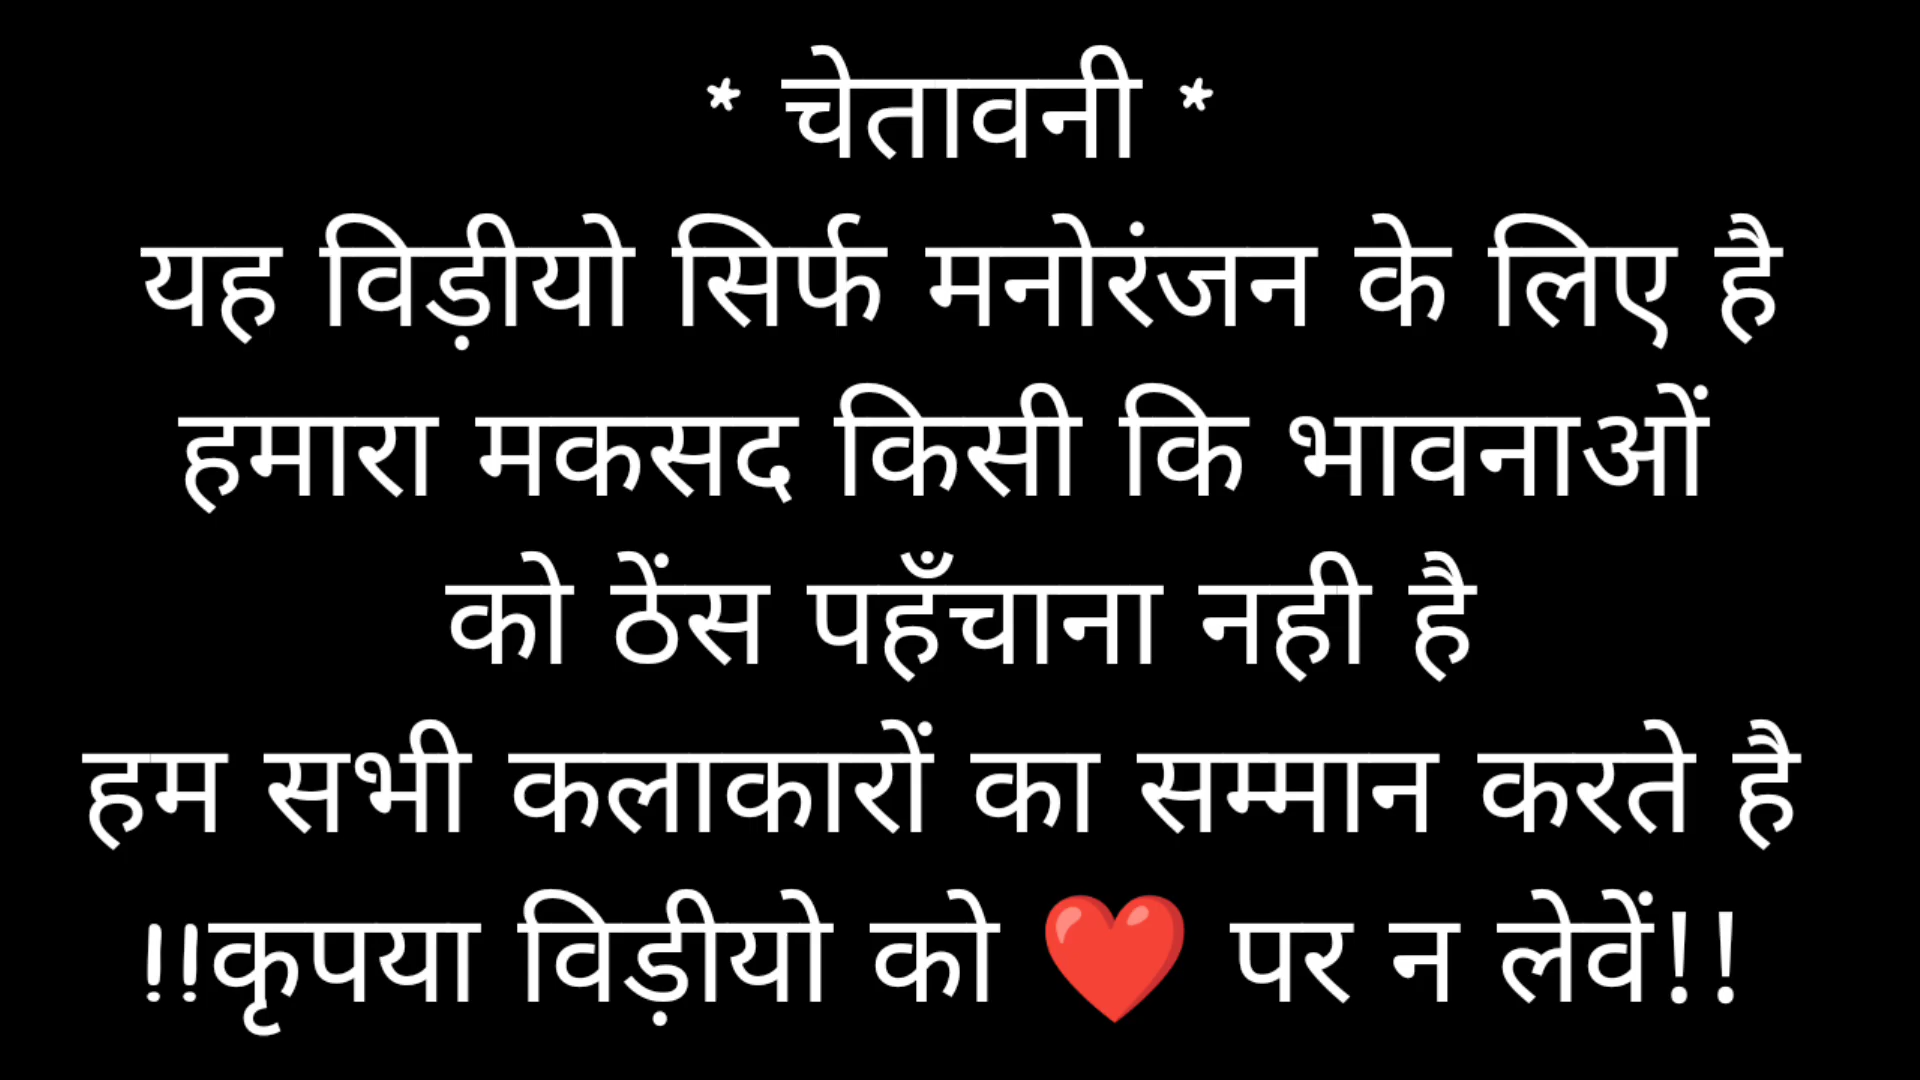 * चेतावनी *
यह विड़ीयो सिर्फ मनोरंजन के लिए है
हमारा मकसद किसी कि भावनाओं
को ठेंस पहँचाना नही है
हम सभी कलाकारों का सम्मान करते है
!!कृपया विड़ीयो को ❤️ पर न लेवें!!